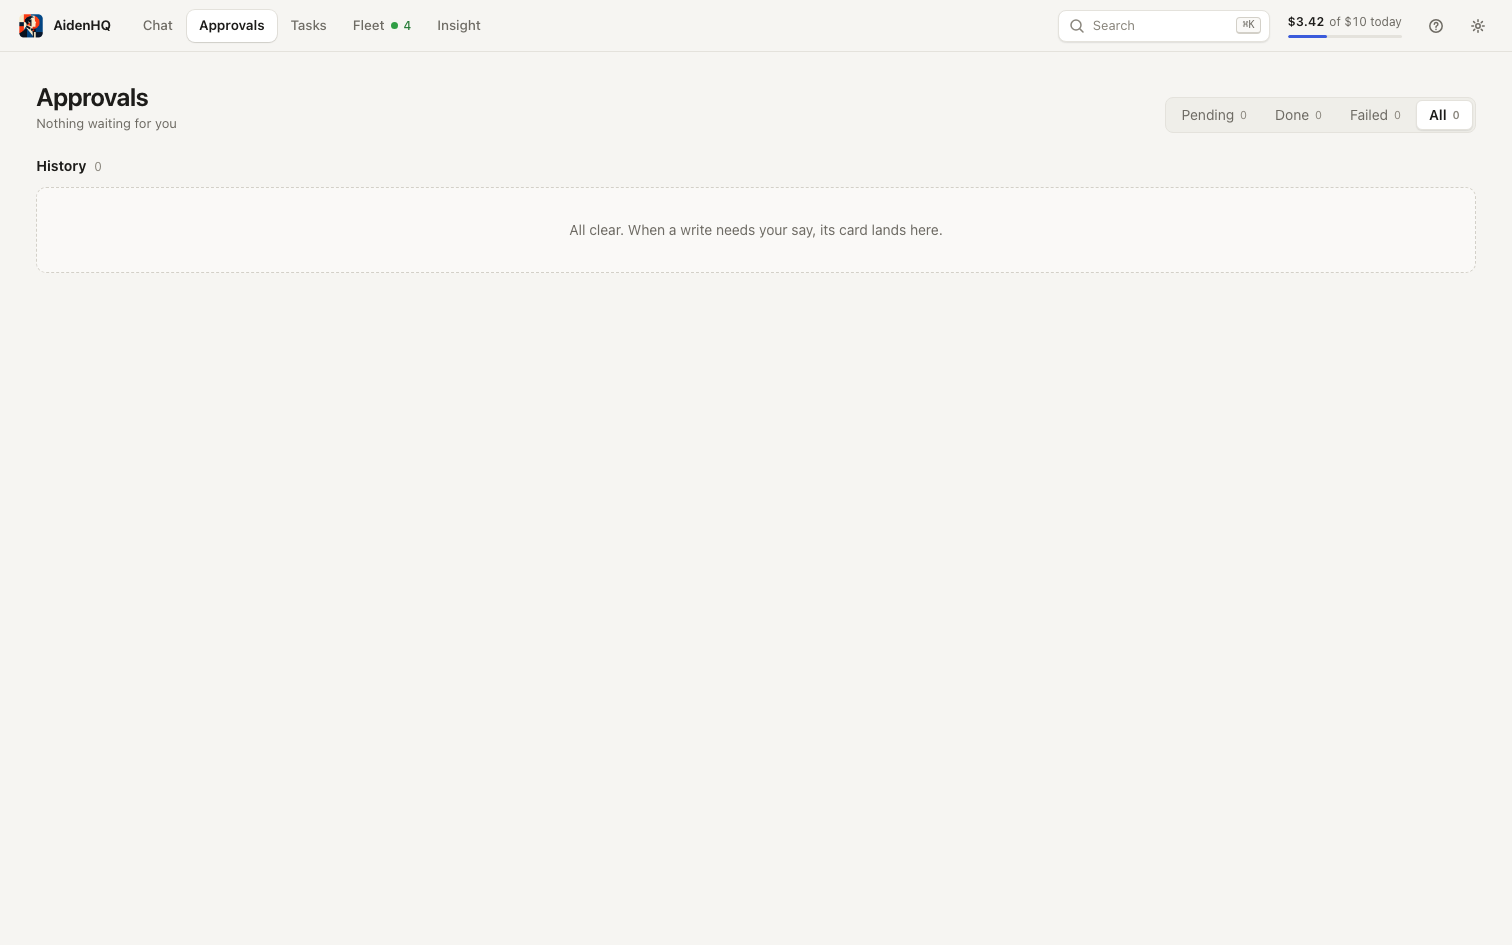 AidenHQ Chat Approvals Tasks Fleet 4 Insight Search ⌘K $3.42 of $10 today
Approvals
Nothing waiting for you
Pending 0 Done 0 Failed 0 All 0
History 0
All clear. When a write needs your say, its card lands here.